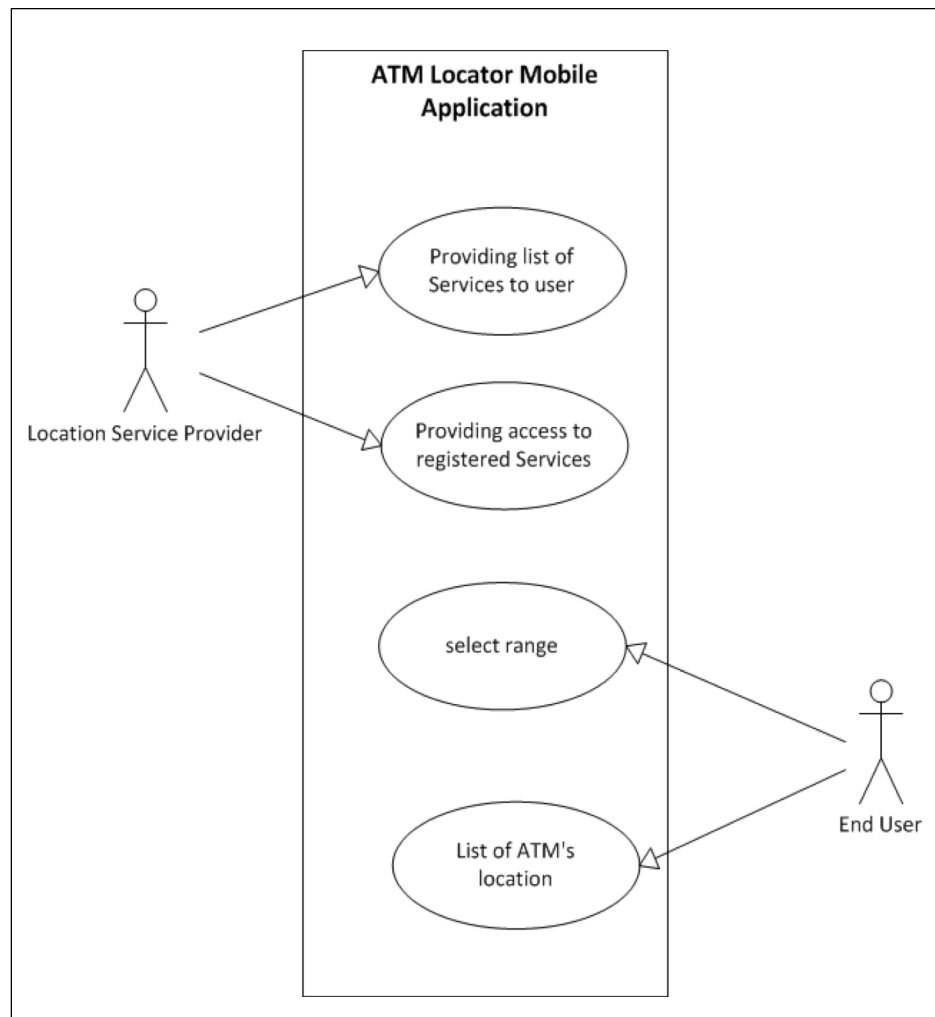 ATM Locator Mobile
Application
Providing list of
Services to user
Location Service Provider
Providing access to
registered Services
select range
End User
List of ATM's
location